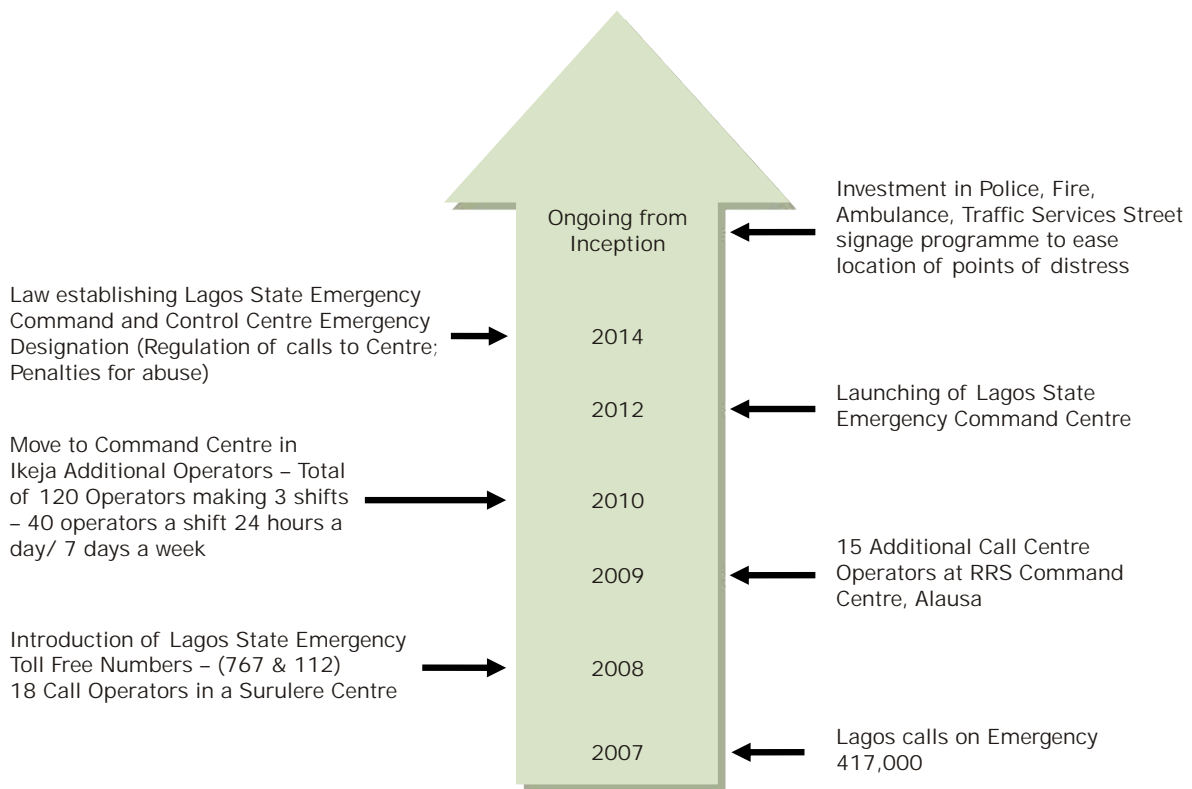 Ongoing from
Inception
Investment in Police, Fire,
Ambulance, Traffic Services Street
signage programme to ease
location of points of distress
Law establishing Lagos State Emergency
Command and Control Centre Emergency
Designation (Regulation of calls to Centre;
Penalties for abuse)
2014
2012
Launching of Lagos State
Emergency Command Centre
Move to Command Centre in
Ikeja Additional Operators – Total
of 120 Operators making 3 shifts
– 40 operators a shift 24 hours a
day/ 7 days a week
2010
2009
15 Additional Call Centre
Operators at RRS Command
Centre, Alausa
Introduction of Lagos State Emergency
Toll Free Numbers – (767 & 112)
18 Call Operators in a Surulere Centre
2008
2007
Lagos calls on Emergency
417,000